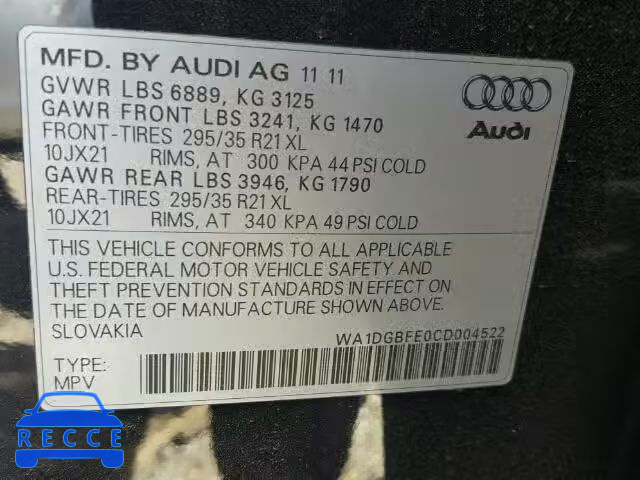 MFD. BY AUDI AG 11 11
GVWR LBS 6889, KG 3125
GAWR FRONT LBS 3241, KG 1470
FRONT-TIRES 295/35 R21 XL
10JX21 RIMS, AT 300 KPA 44 PSI COLD
GAWR REAR LBS 3946, KG 1790
REAR-TIRES 295/35 R21 XL
10JX21 RIMS, AT 340 KPA 49 PSI COLD
Audi
THIS VEHICLE CONFORMS TO ALL APPLICABLE
U.S. FEDERAL MOTOR VEHICLE SAFETY AND
THEFT PREVENTION STANDARDS IN EFFECT ON
THE DATE OF MANUFACTURE SHOWN ABOVE.
SLOVAKIA
WA1DGBFE0CD004522
TYPE:
MPV
RECCE